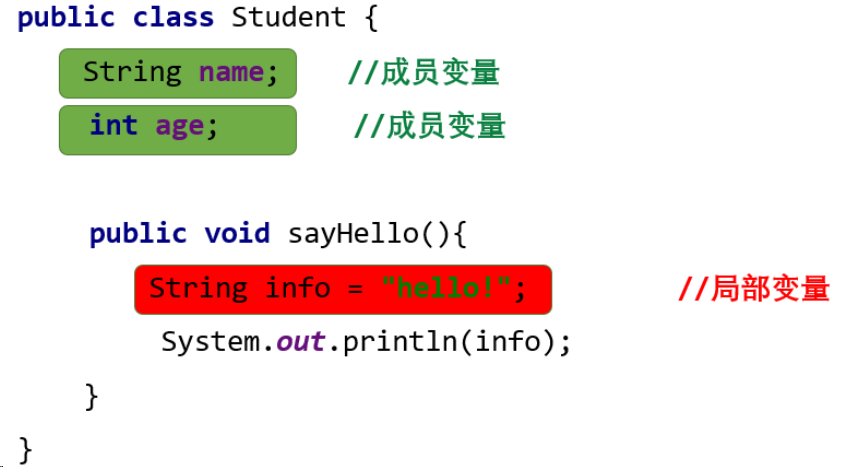 public class Student {
String name; //成员变量
int age; //成员变量
public void sayHello(){
String info = "hello!"; //局部变量
System.out.println(info);
}
}